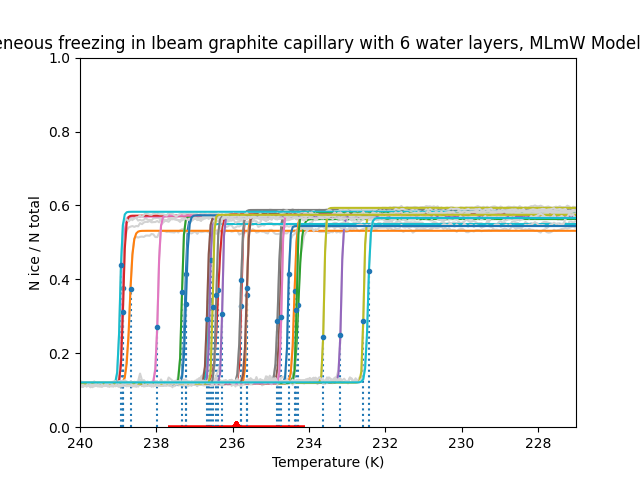 eneous freezing in Ibeam graphite capillary with 6 water layers, MLmW Model
1.0
0.8
0.6
0.4
0.2
0.0
N ice / N total
240 238 236 234 232 230 228
Temperature (K)